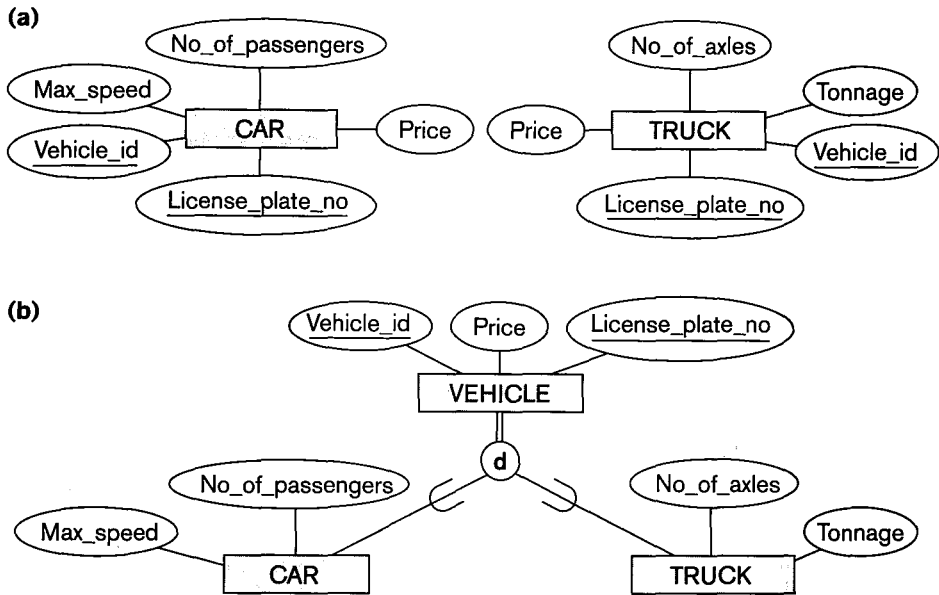 (a)
No_of_passengers
No_of_axles
Max_speed
Tonnage
CAR
Price
Price
TRUCK
Vehicle_id
Vehicle_id
License_plate_no
License_plate_no
(b)
Vehicle_id
Price
License_plate_no
VEHICLE
d
No_of_passengers
No_of_axles
Max_speed
Tonnage
CAR
TRUCK